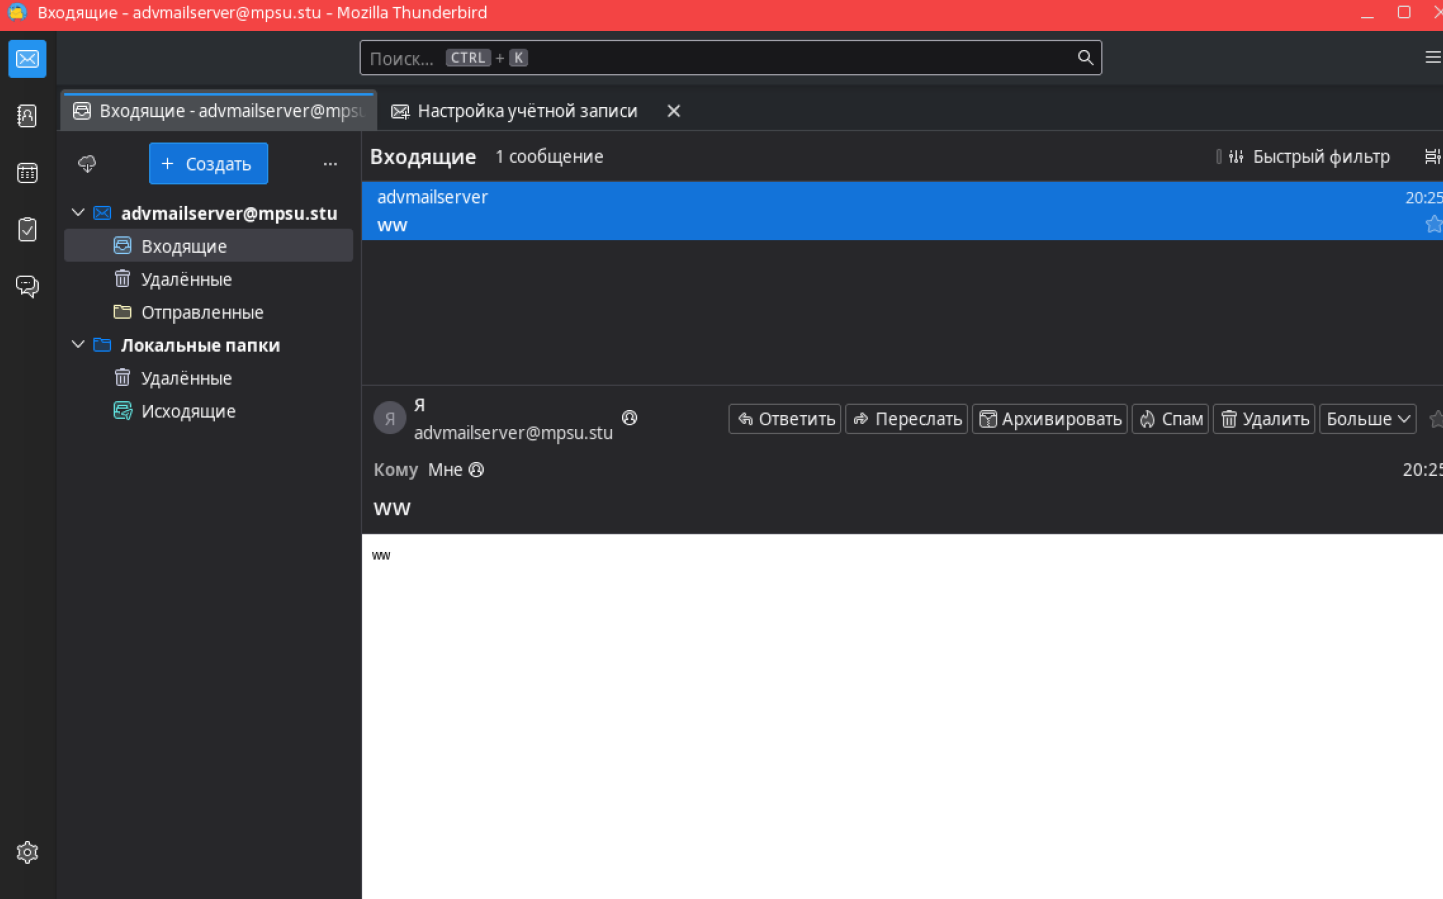 Входящие - advmailserver@mpsu.stu - Mozilla Thunderbird
Поиск... CTRL + K
Входящие - advmailserver@mpsu
Настройка учётной записи
+ Создать
Входящие 1 сообщение
Быстрый фильтр
advmailserver@mpsu.stu
Входящие
Удалённые
Отправленные
Локальные папки
Удалённые
Исходящие
advmailserver 20:25
ww
Я
Я
advmailserver@mpsu.stu
Ответить
Переслать
Архивировать
Спам
Удалить
Больше
Кому Мне 20:25
ww
ww